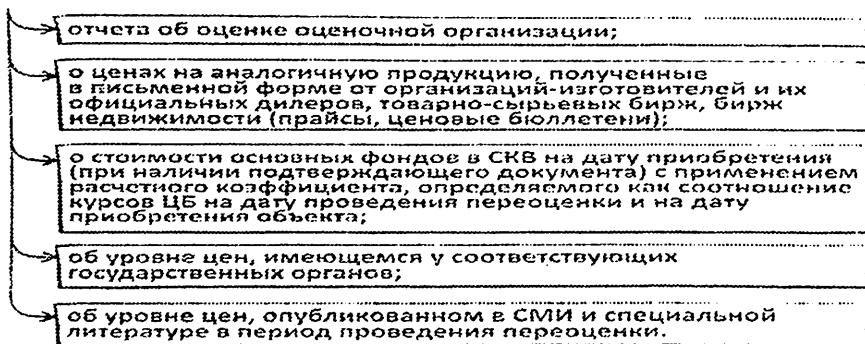 отчета об оценке оценочной организации;
о ценах на аналогичную продукцию, полученные
в письменной форме от организаций-изготовителей и их
официальных дилеров, товарно-сырьевых бирж, бирж
недвижимости (прайсы, ценовые бюллетени);
о стоимости основных фондов в СКВ на дату приобретения
(при наличии подтверждающего документа) с применением
расчетного коэффициента, определяемого как соотношение
курсов ЦБ на дату проведения переоценки и на дату
приобретения объекта;
об уровне цен, имеющемся у соответствующих
государственных органов;
об уровне цен, опубликованном в СМИ и специальной
литературе в период проведения переоценки.